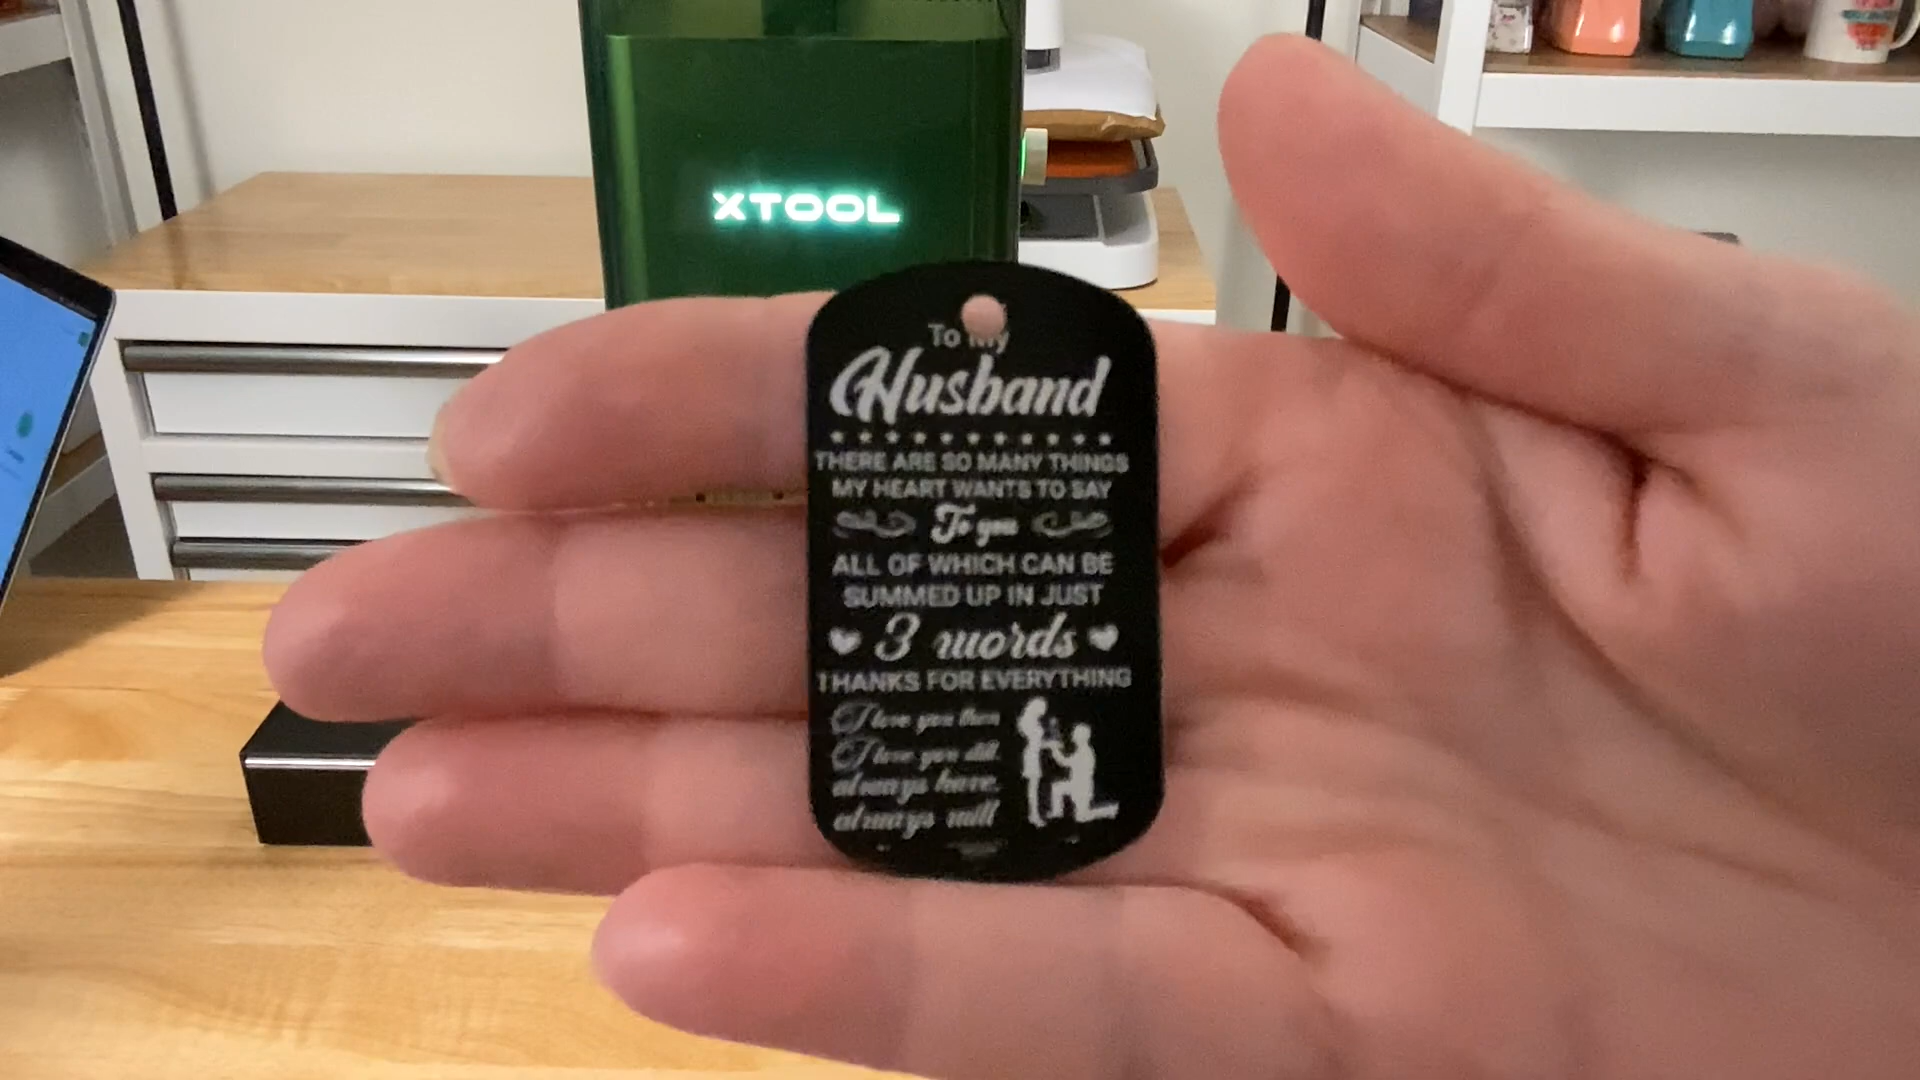 XTOOL
To My
Husband
THERE ARE SO MANY THINGS
MY HEART WANTS TO SAY
To you
ALL OF WHICH CAN BE
SUMMED UP IN JUST
3 words
THANKS FOR EVERYTHING
I love you then
I love you still
always have.
always will